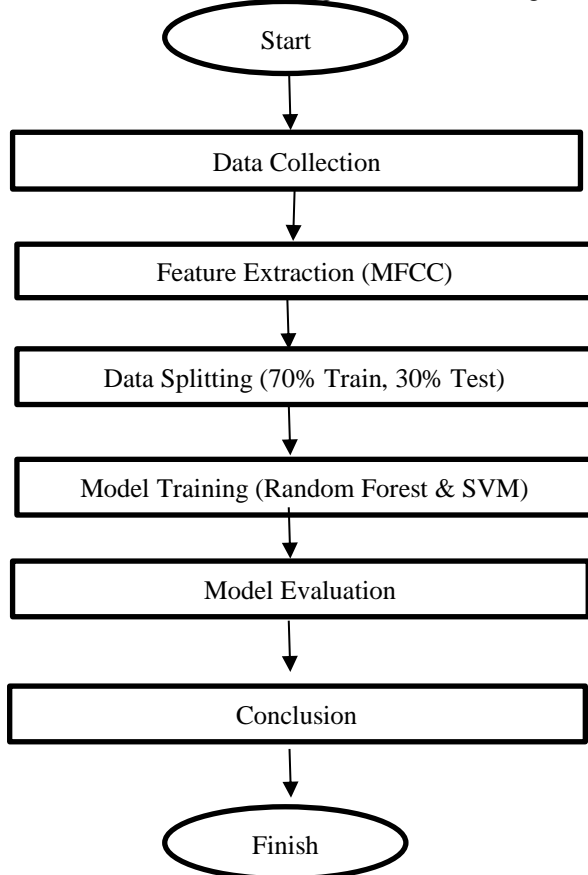 Start
Data Collection
Feature Extraction (MFCC)
Data Splitting (70% Train, 30% Test)
Model Training (Random Forest & SVM)
Model Evaluation
Conclusion
Finish